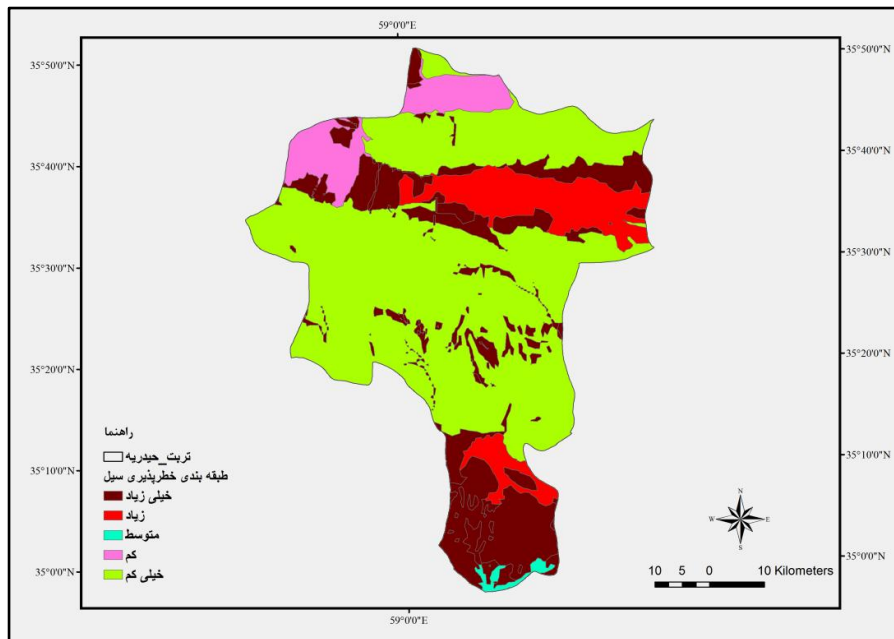 59°0'0"E
35°50'0"N
35°50'0"N
35°40'0"N
35°40'0"N
35°30'0"N
35°30'0"N
35°20'0"N
35°20'0"N
راهنما
تربت_حیدریه
طبقه بندی خطرپذیری سیل
خیلی زیاد
زیاد
متوسط
کم
خیلی کم
35°10'0"N
35°10'0"N
35°0'0"N
35°0'0"N
N
W E
S
10 5 0 10 Kilometers
59°0'0"E